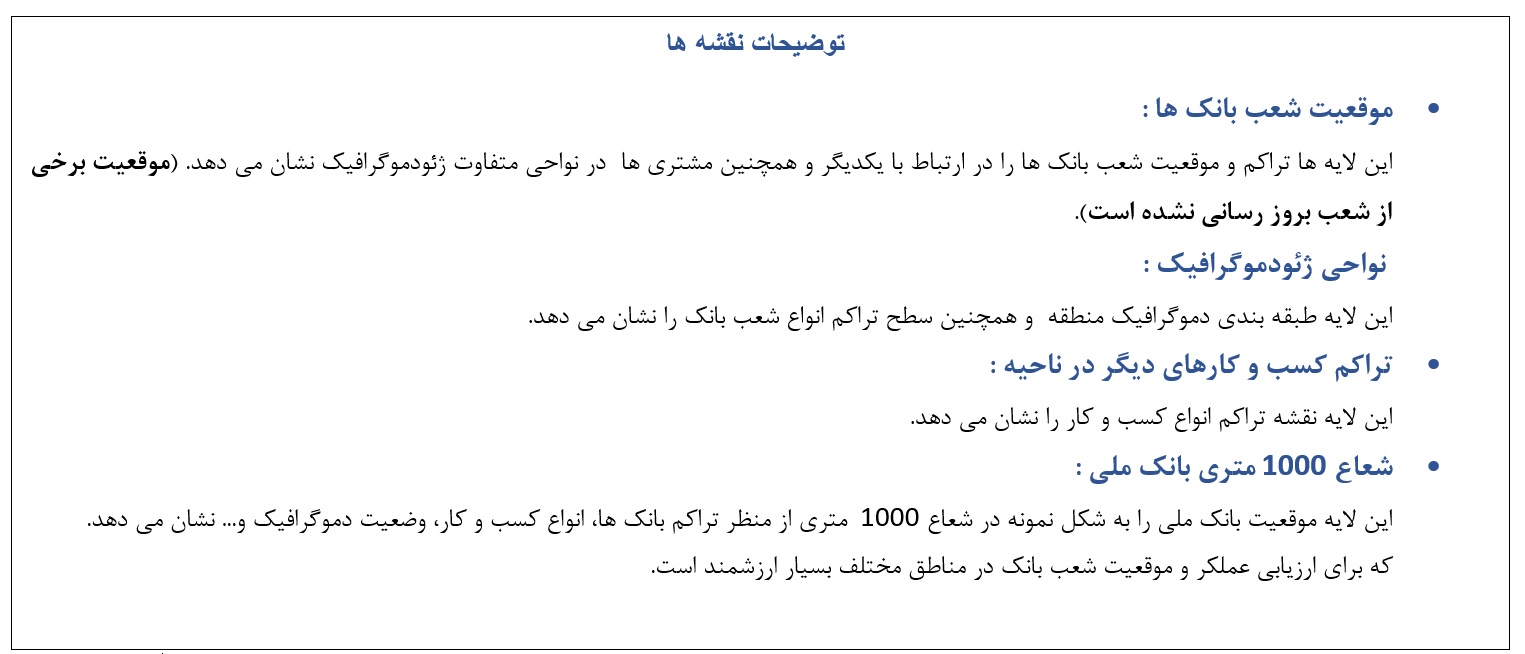 توضیحات نقشه ها
• موقعیت شعب بانک ها :
این لایه ها تراکم و موقعیت شعب بانک ها را در ارتباط با یکدیگر و همچنین مشتری ها در نواحی متفاوت ژئودموگرافیک نشان می دهد. (موقعیت برخی
از شعب بروز رسانی نشده است).
نواحی ژئودموگرافیک :
این لایه طبقه بندی دموگرافیک منطقه و همچنین سطح تراکم انواع شعب بانک را نشان می دهد.
• تراکم کسب و کارهای دیگر در ناحیه :
این لایه نقشه تراکم انواع کسب و کار را نشان می دهد.
• شعاع 1000 متری بانک ملی :
این لایه موقعیت بانک ملی را به شکل نمونه در شعاع 1000 متری از منظر تراکم بانک ها، انواع کسب و کار، وضعیت دموگرافیک و... نشان می دهد.
که برای ارزیابی عملکر و موقعیت شعب بانک در مناطق مختلف بسیار ارزشمند است.